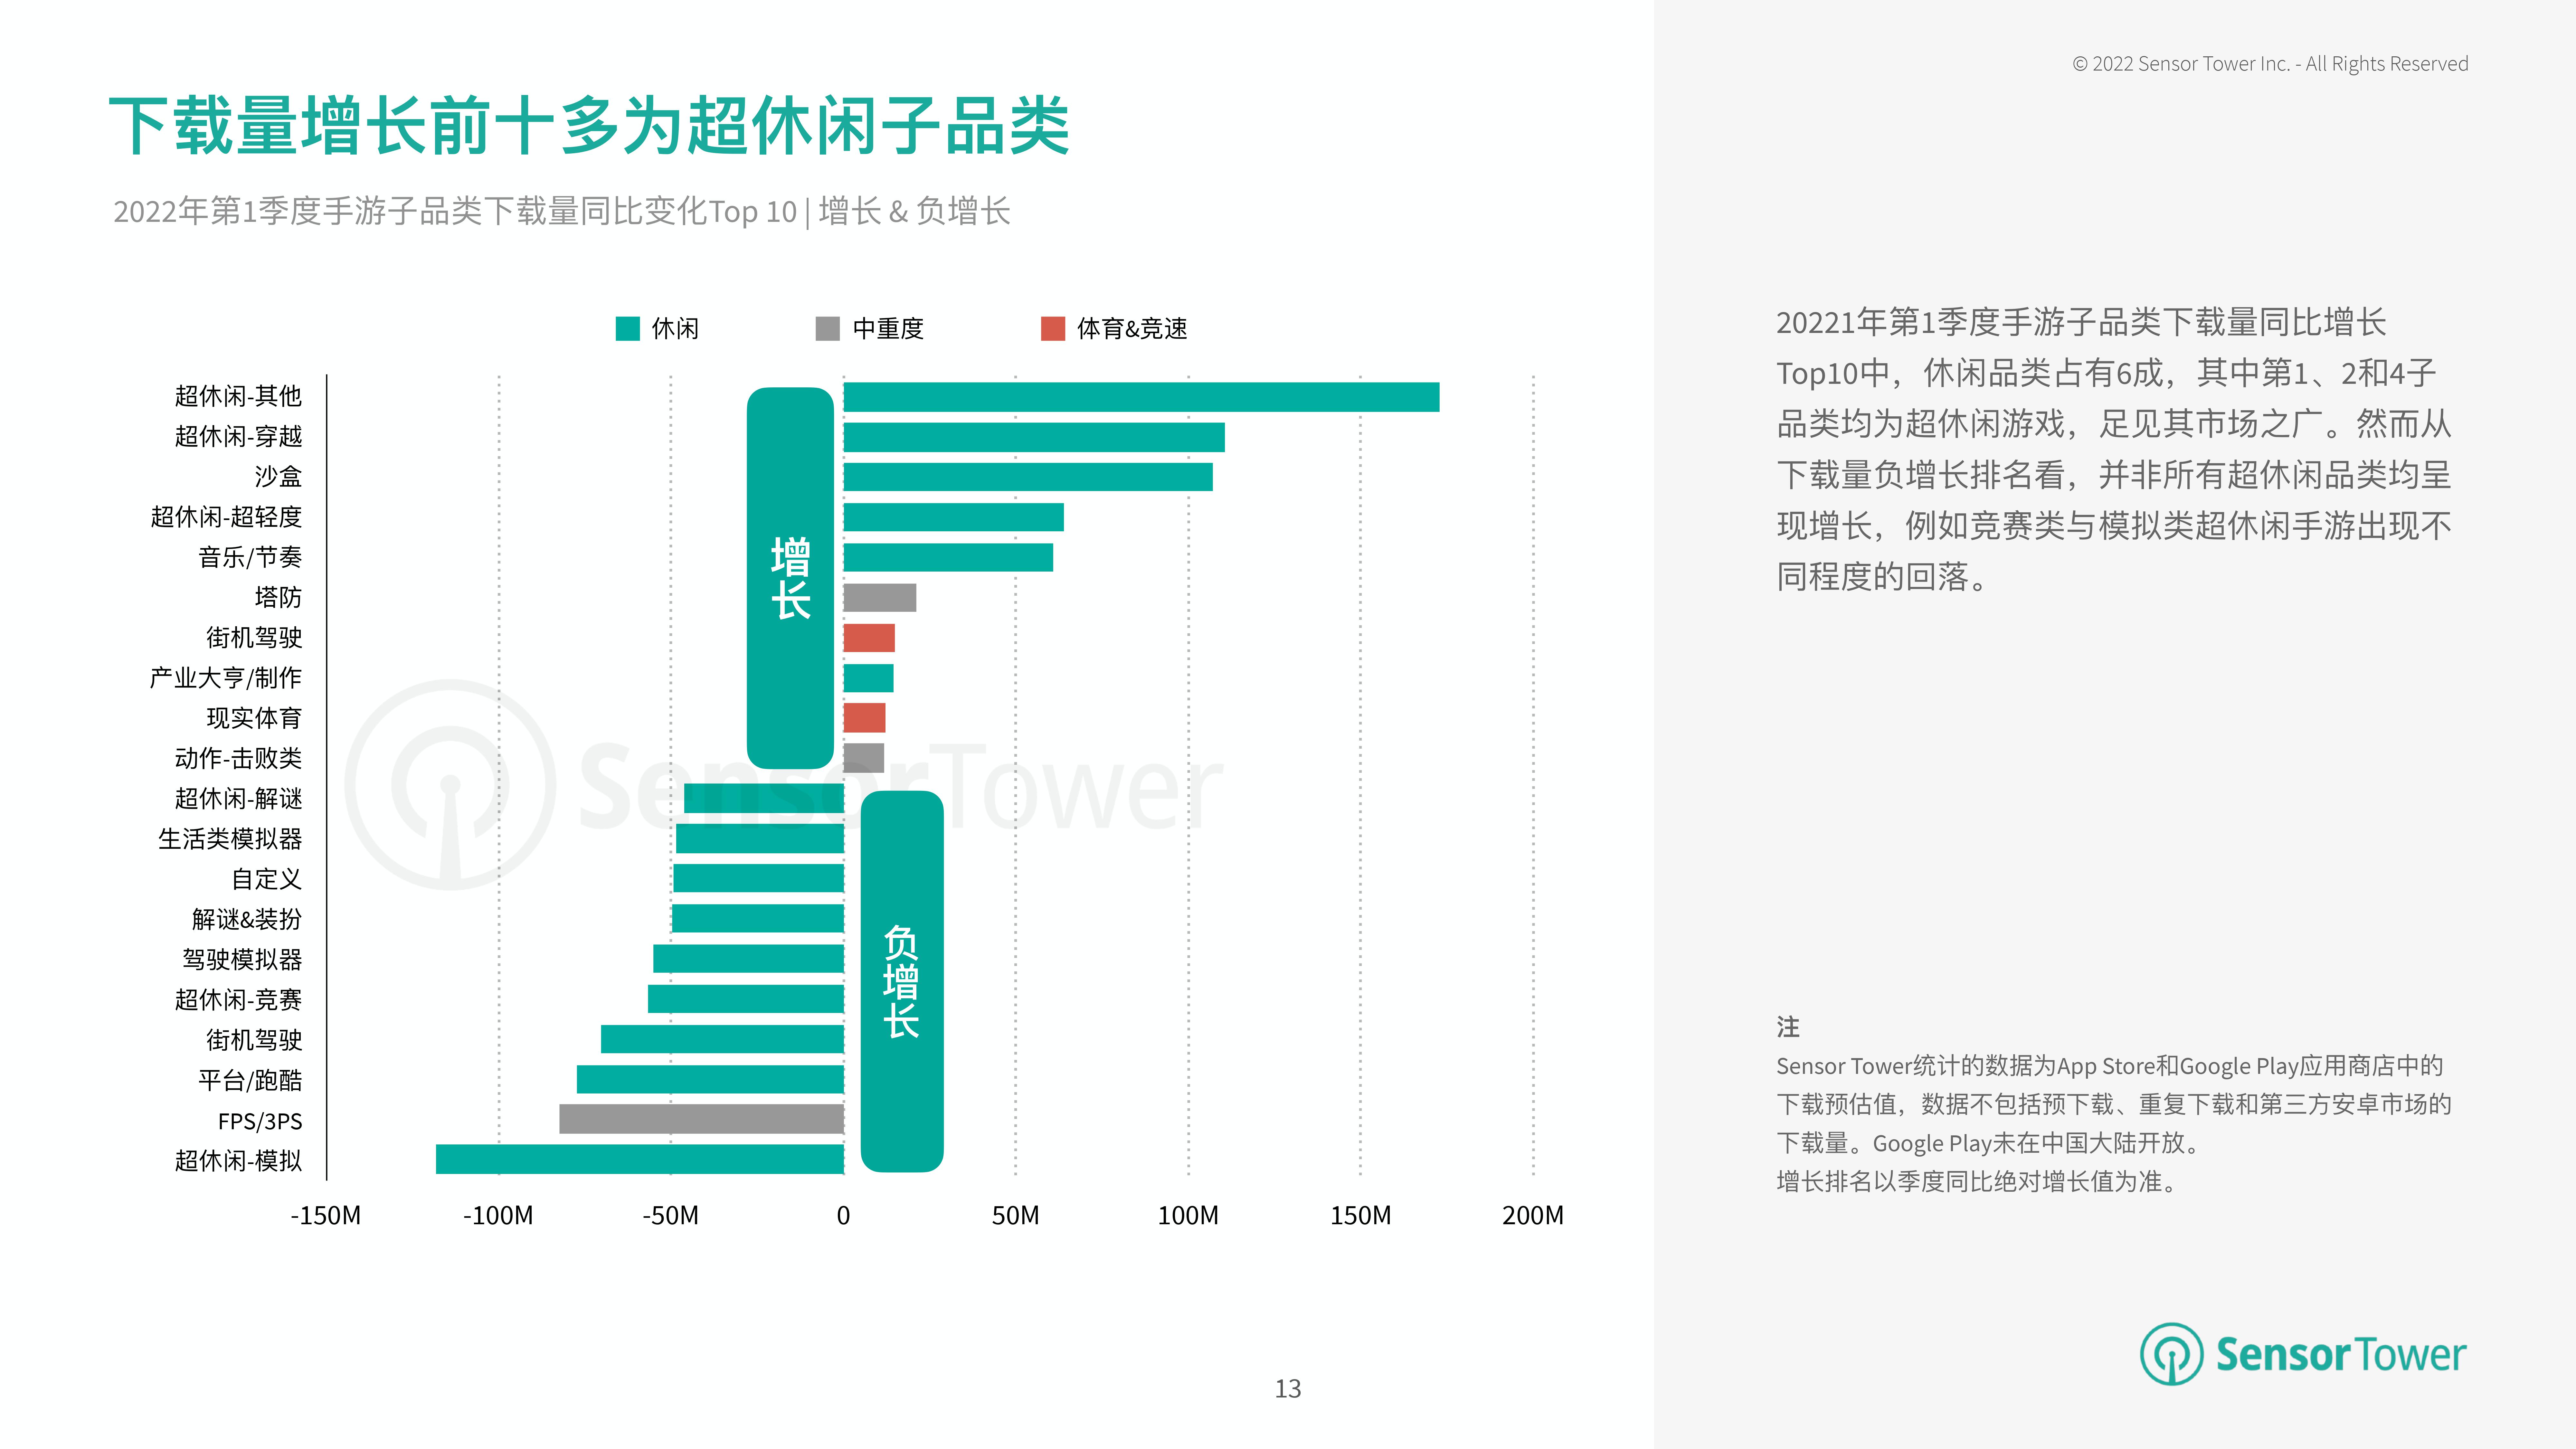 © 2022 Sensor Tower Inc. - All Rights Reserved
下载量增长前十多为超休闲子品类
2022年第1季度手游子品类下载量同比变化Top 10 | 增长 & 负增长
休闲
中重度
体育&竞速
超休闲-其他
超休闲-穿越
沙盒
超休闲-超轻度
音乐/节奏
塔防
街机驾驶
产业大亨/制作
现实体育
动作-击败类
超休闲-解谜
生活类模拟器
自定义
解谜&装扮
驾驶模拟器
超休闲-竞赛
街机驾驶
平台/跑酷
FPS/3PS
超休闲-模拟
增长
负增长
SensorTower
-150M
-100M
-50M
0
50M
100M
150M
200M
20221年第1季度手游子品类下载量同比增长
Top10中，休闲品类占有6成，其中第1、2和4子
品类均为超休闲游戏，足见其市场之广。然而从
下载量负增长排名看，并非所有超休闲品类均呈
现增长，例如竞赛类与模拟类超休闲手游出现不
同程度的回落。
注
Sensor Tower统计的数据为App Store和Google Play应用商店中的
下载预估值，数据不包括预下载、重复下载和第三方安卓市场的
下载量。Google Play未在中国大陆开放。
增长排名以季度同比绝对增长值为准。
13
SensorTower